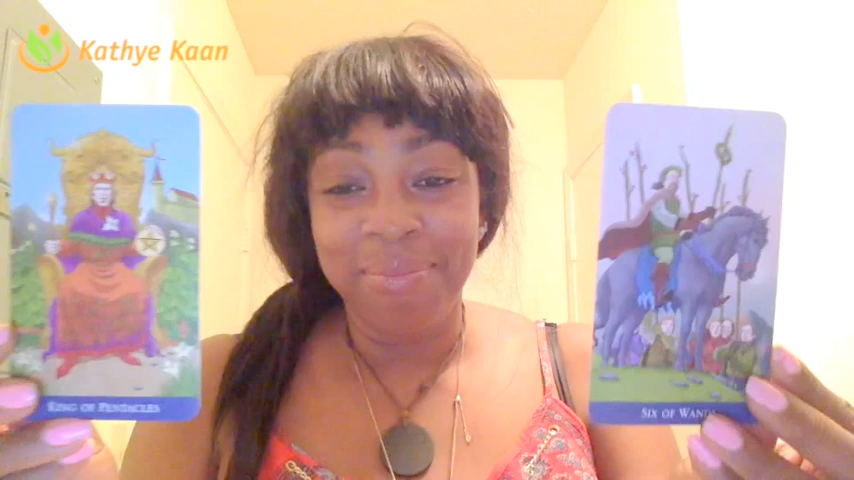 Kathye Kaan
KING OF PENTACLES
SIX OF WANDS